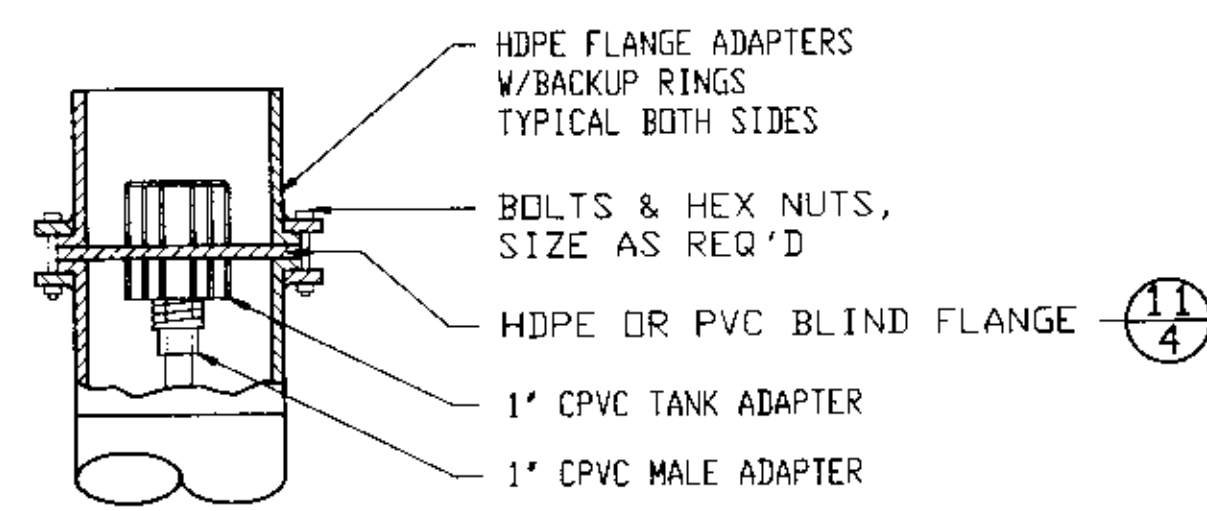 HDPE FLANGE ADAPTERS
W/BACKUP RINGS
TYPICAL BOTH SIDES
BOLTS & HEX NUTS,
SIZE AS REQ'D
HDPE OR PVC BLIND FLANGE
11
4
1" CPVC TANK ADAPTER
1" CPVC MALE ADAPTER